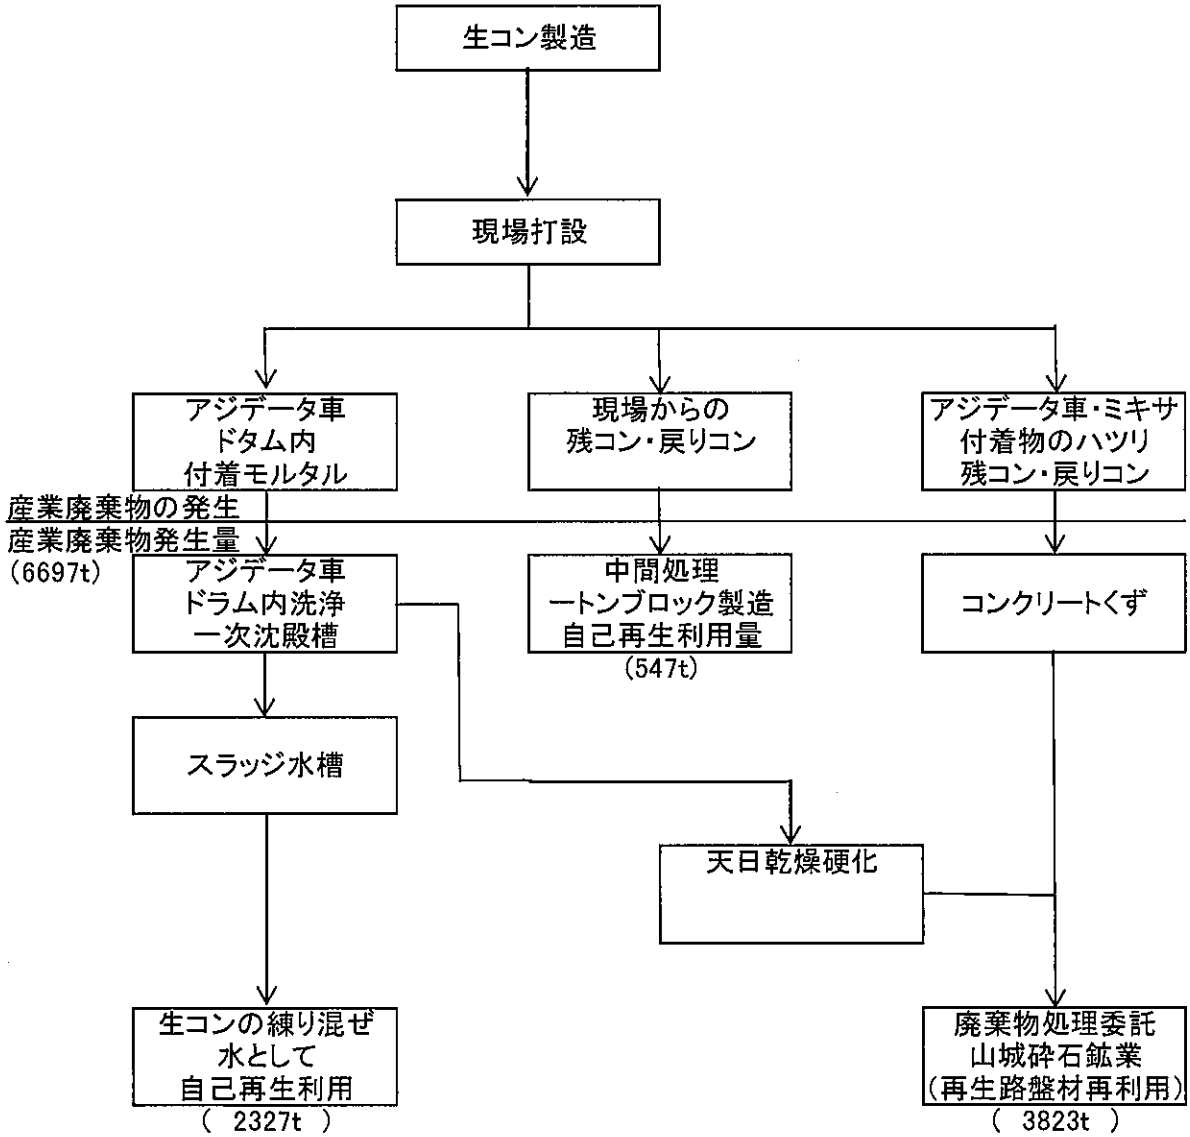 生コン製造
現場打設
アジデータ車
ドタム内
付着モルタル
現場からの
残コン・戻りコン
アジデータ車・ミキサ
付着物のハツリ
残コン・戻りコン
産業廃棄物の発生
産業廃棄物発生量
(6697t)
アジデータ車
ドラム内洗浄
一次沈殿槽
中間処理
ートンブロック製造
自己再生利用量
(547t)
コンクリートくず
スラッジ水槽
天日乾燥硬化
生コンの練り混ぜ
水として
自己再生利用
( 2327t )
廃棄物処理委託
山城砕石鉱業
(再生路盤材再利用)
( 3823t )